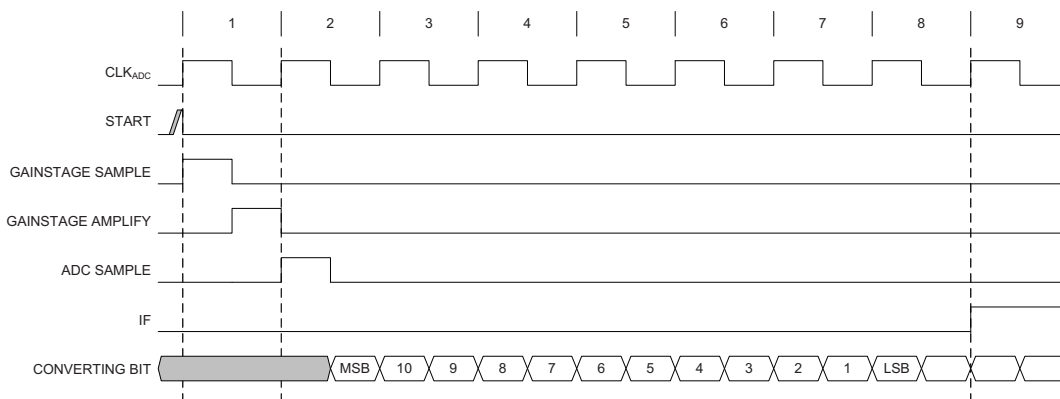 1 2 3 4 5 6 7 8 9
CLKADC
START
GAINSTAGE SAMPLE
GAINSTAGE AMPLIFY
ADC SAMPLE
IF
CONVERTING BIT MSB 10 9 8 7 6 5 4 3 2 1 LSB